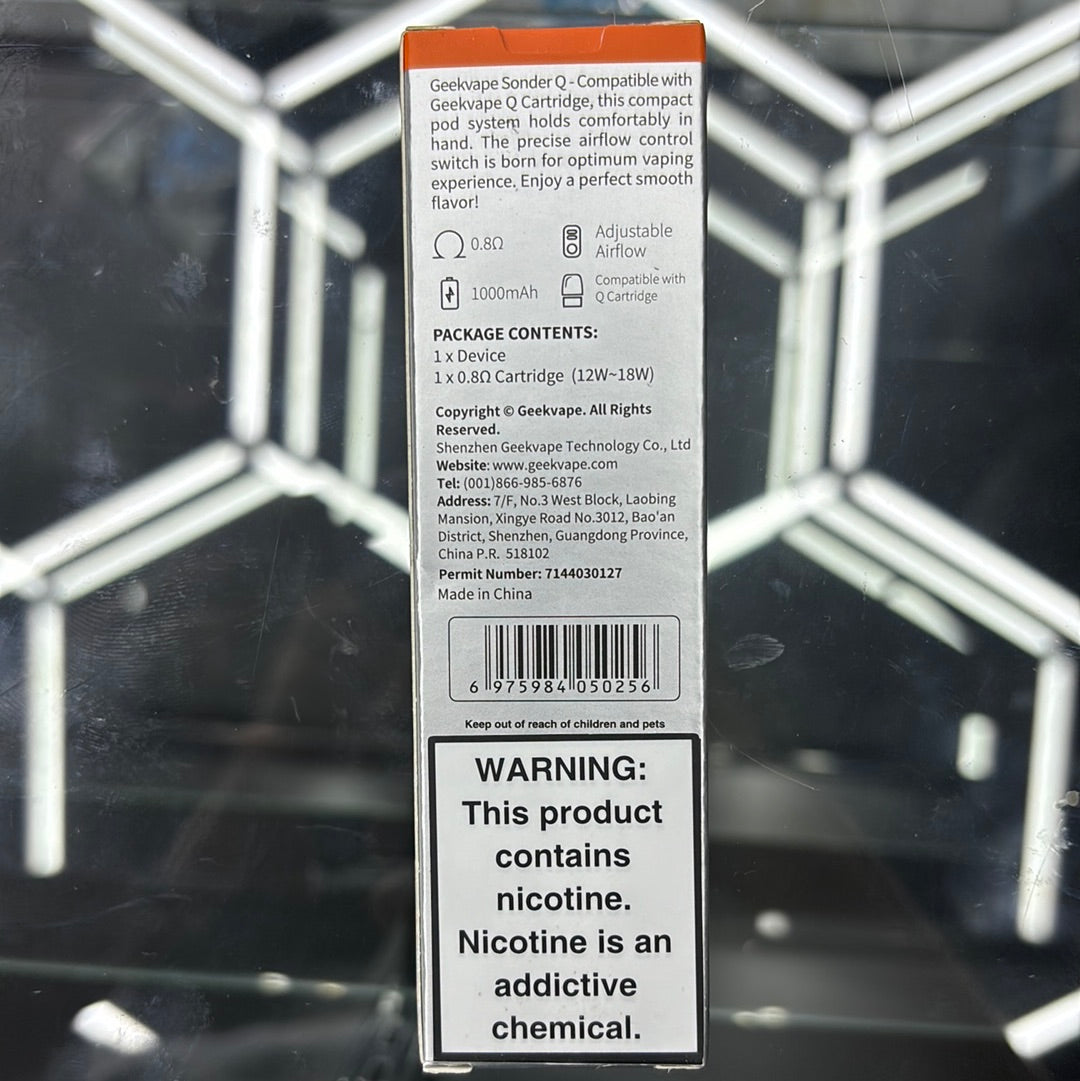 Geekvape Sonder Q - Compatible with
Geekvape Q Cartridge, this compact
pod system holds comfortably in
hand. The precise airflow control
switch is born for optimum vaping
experience. Enjoy a perfect smooth
flavor!
0.8Ω
Adjustable
Airflow
1000mAh
Compatible with
Q Cartridge
PACKAGE CONTENTS:
1 x Device
1 x 0.8Ω Cartridge (12W~18W)
Copyright © Geekvape. All Rights
Reserved.
Shenzhen Geekvape Technology Co., Ltd
Website: www.geekvape.com
Tel: (001)866-985-6876
Address: 7/F, No.3 West Block, Laobing
Mansion, Xingye Road No.3012, Bao'an
District, Shenzhen, Guangdong Province,
China P.R. 518102
Permit Number: 7144030127
Made in China
6 975984 050256
Keep out of reach of children and pets
WARNING:
This product
contains
nicotine.
Nicotine is an
addictive
chemical.